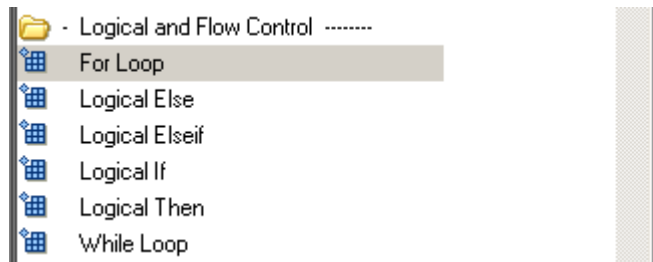 - Logical and Flow Control --------
For Loop
Logical Else
Logical Elseif
Logical If
Logical Then
While Loop